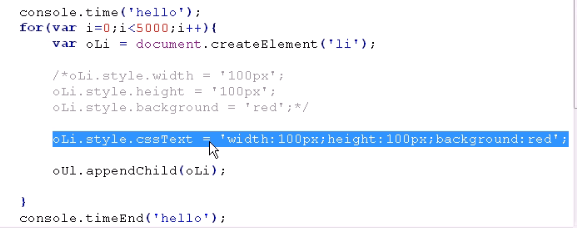 console.time('hello');
for(var i=0;i<5000;i++){
var oLi = document.createElement('li');
/*oLi.style.width = '100px';
oLi.style.height = '100px';
oLi.style.background = 'red';*/
oLi.style.cssText = 'width:100px;height:100px;background:red';
oUl.appendChild(oLi);
}
console.timeEnd('hello');